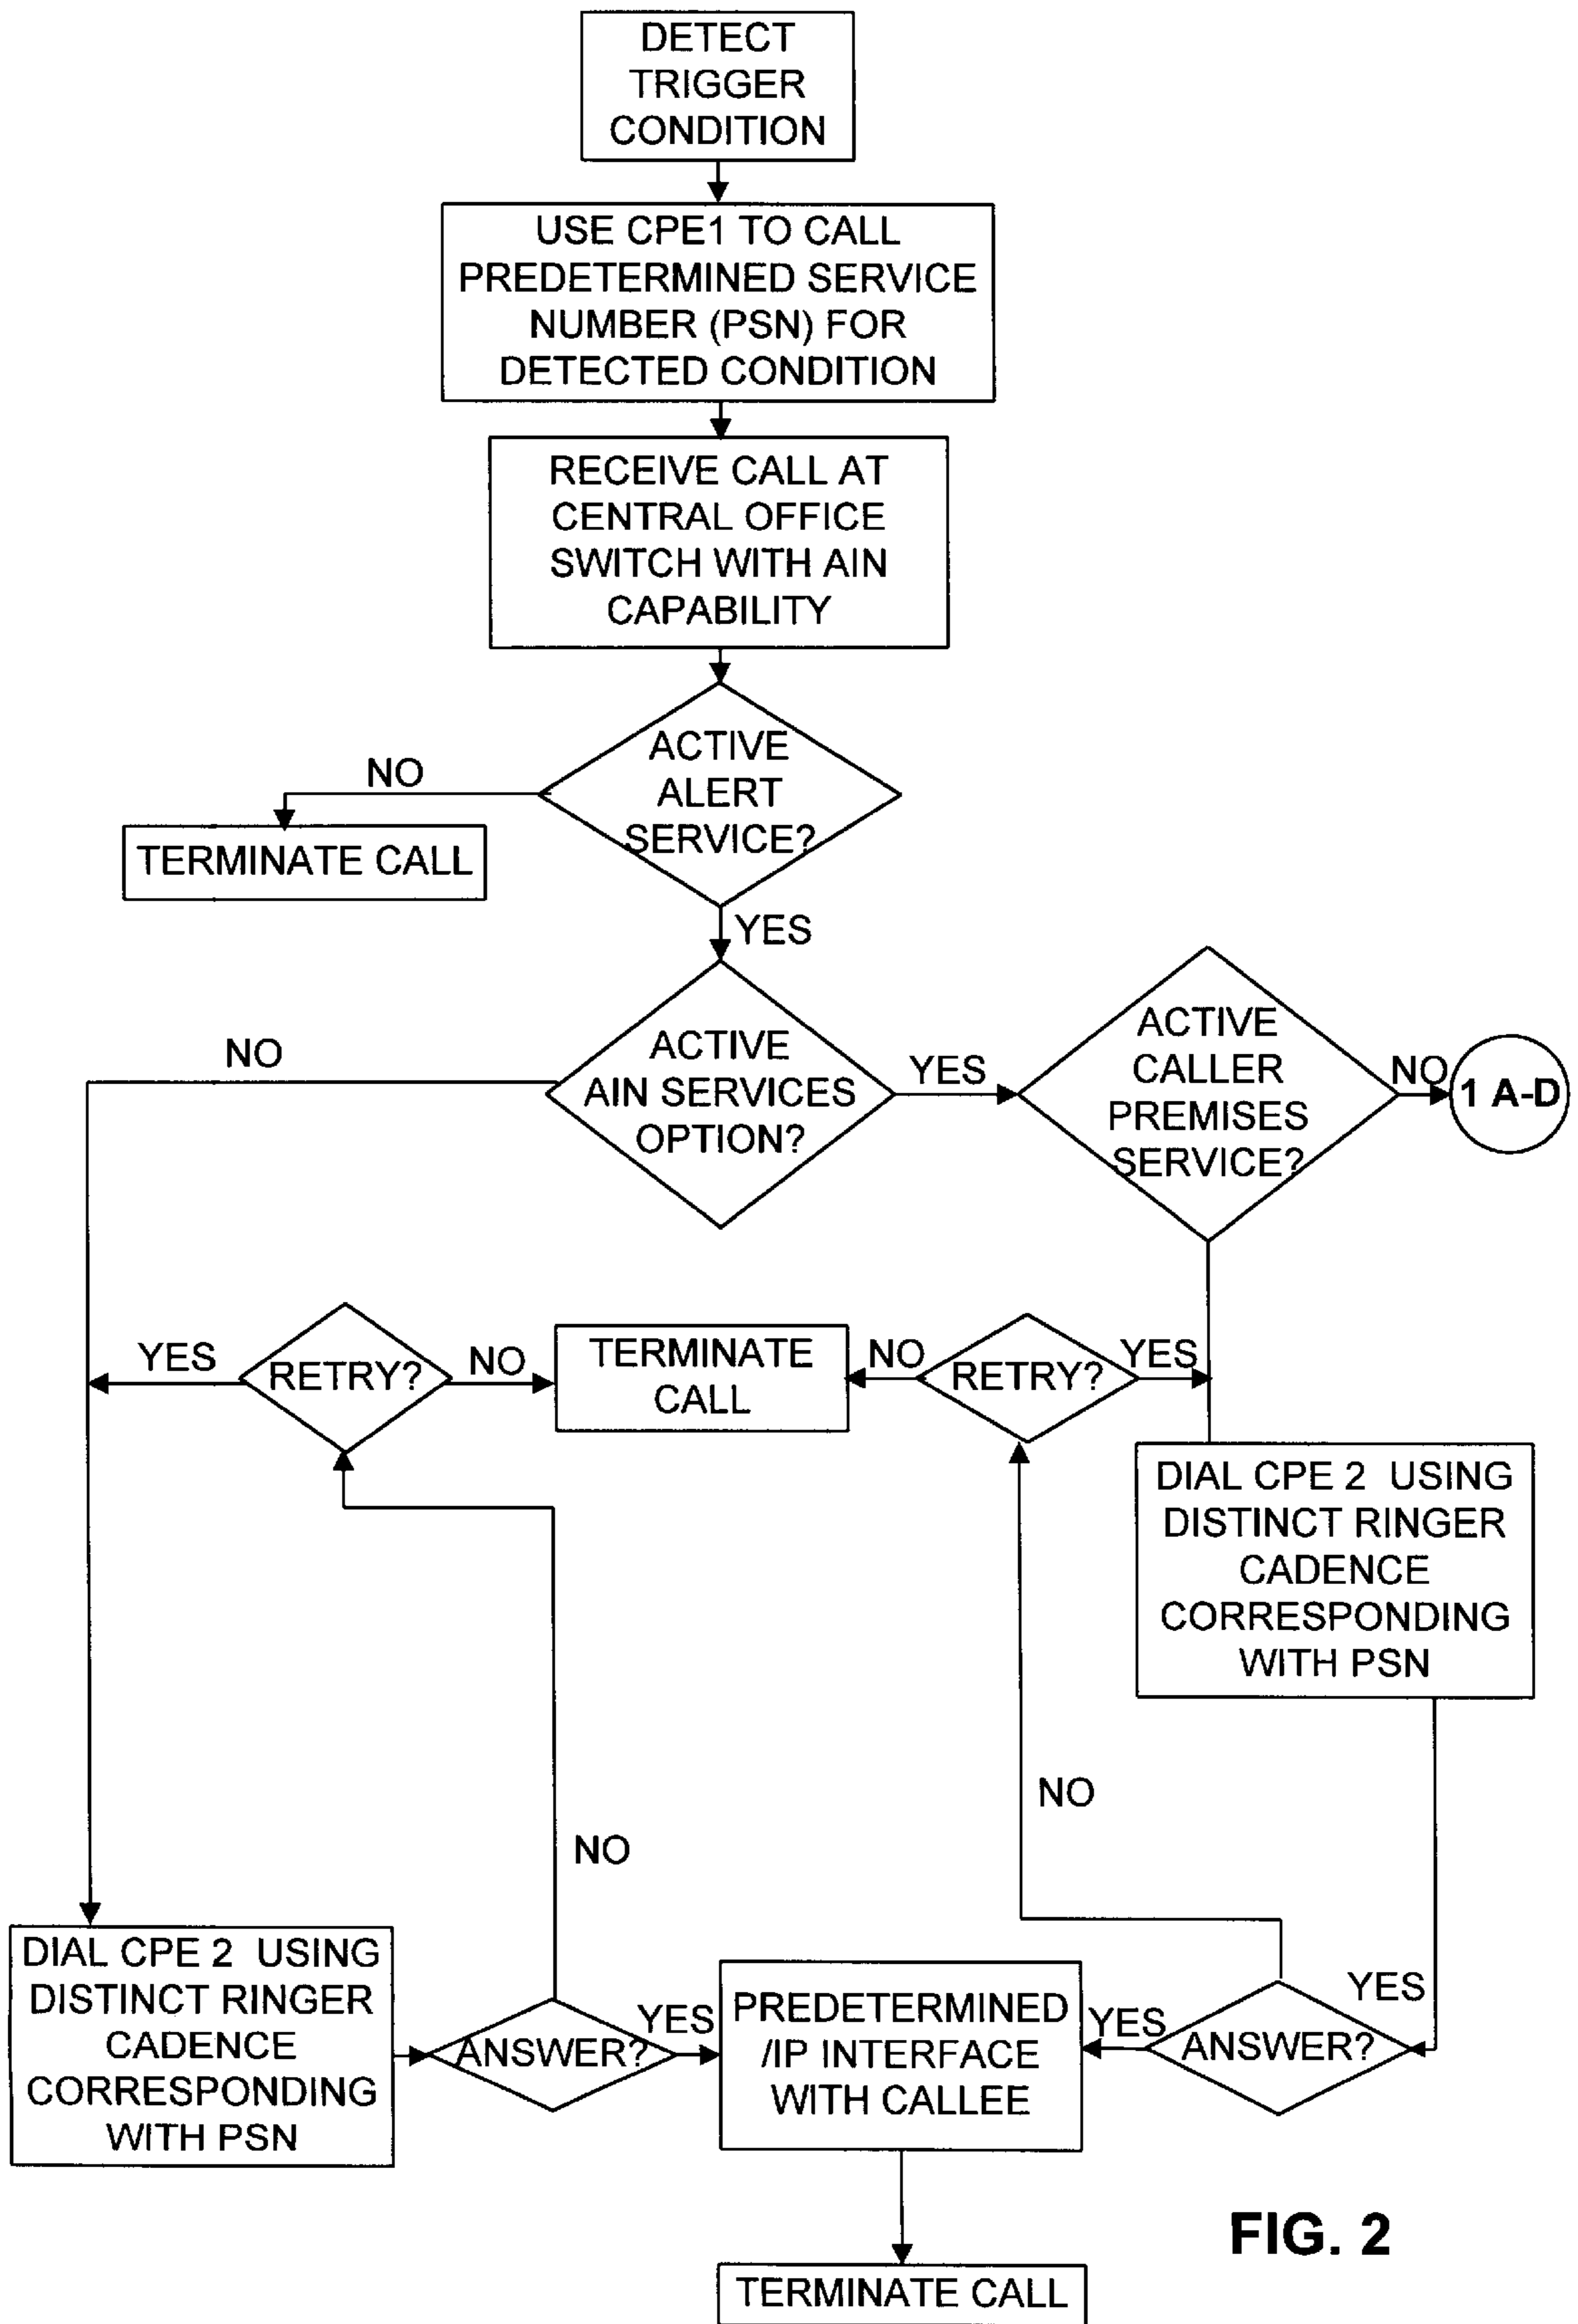 DETECT
TRIGGER
CONDITION
USE CPE1 TO CALL
PREDETERMINED SERVICE
NUMBER (PSN) FOR
DETECTED CONDITION
RECEIVE CALL AT
CENTRAL OFFICE
SWITCH WITH AIN
CAPABILITY
ACTIVE
ALERT
SERVICE?
NO
TERMINATE CALL
YES
ACTIVE
AIN SERVICES
OPTION?
NO
YES
ACTIVE
CALLER
PREMISES
SERVICE?
NO
1 A-D
YES
RETRY?
NO
TERMINATE
CALL
NO
RETRY?
YES
DIAL CPE 2 USING
DISTINCT RINGER
CADENCE
CORRESPONDING
WITH PSN
NO
NO
DIAL CPE 2 USING
DISTINCT RINGER
CADENCE
CORRESPONDING
WITH PSN
ANSWER?
YES
PREDETERMINED
/IP INTERFACE
WITH CALLEE
YES
ANSWER?
YES
TERMINATE CALL
FIG. 2